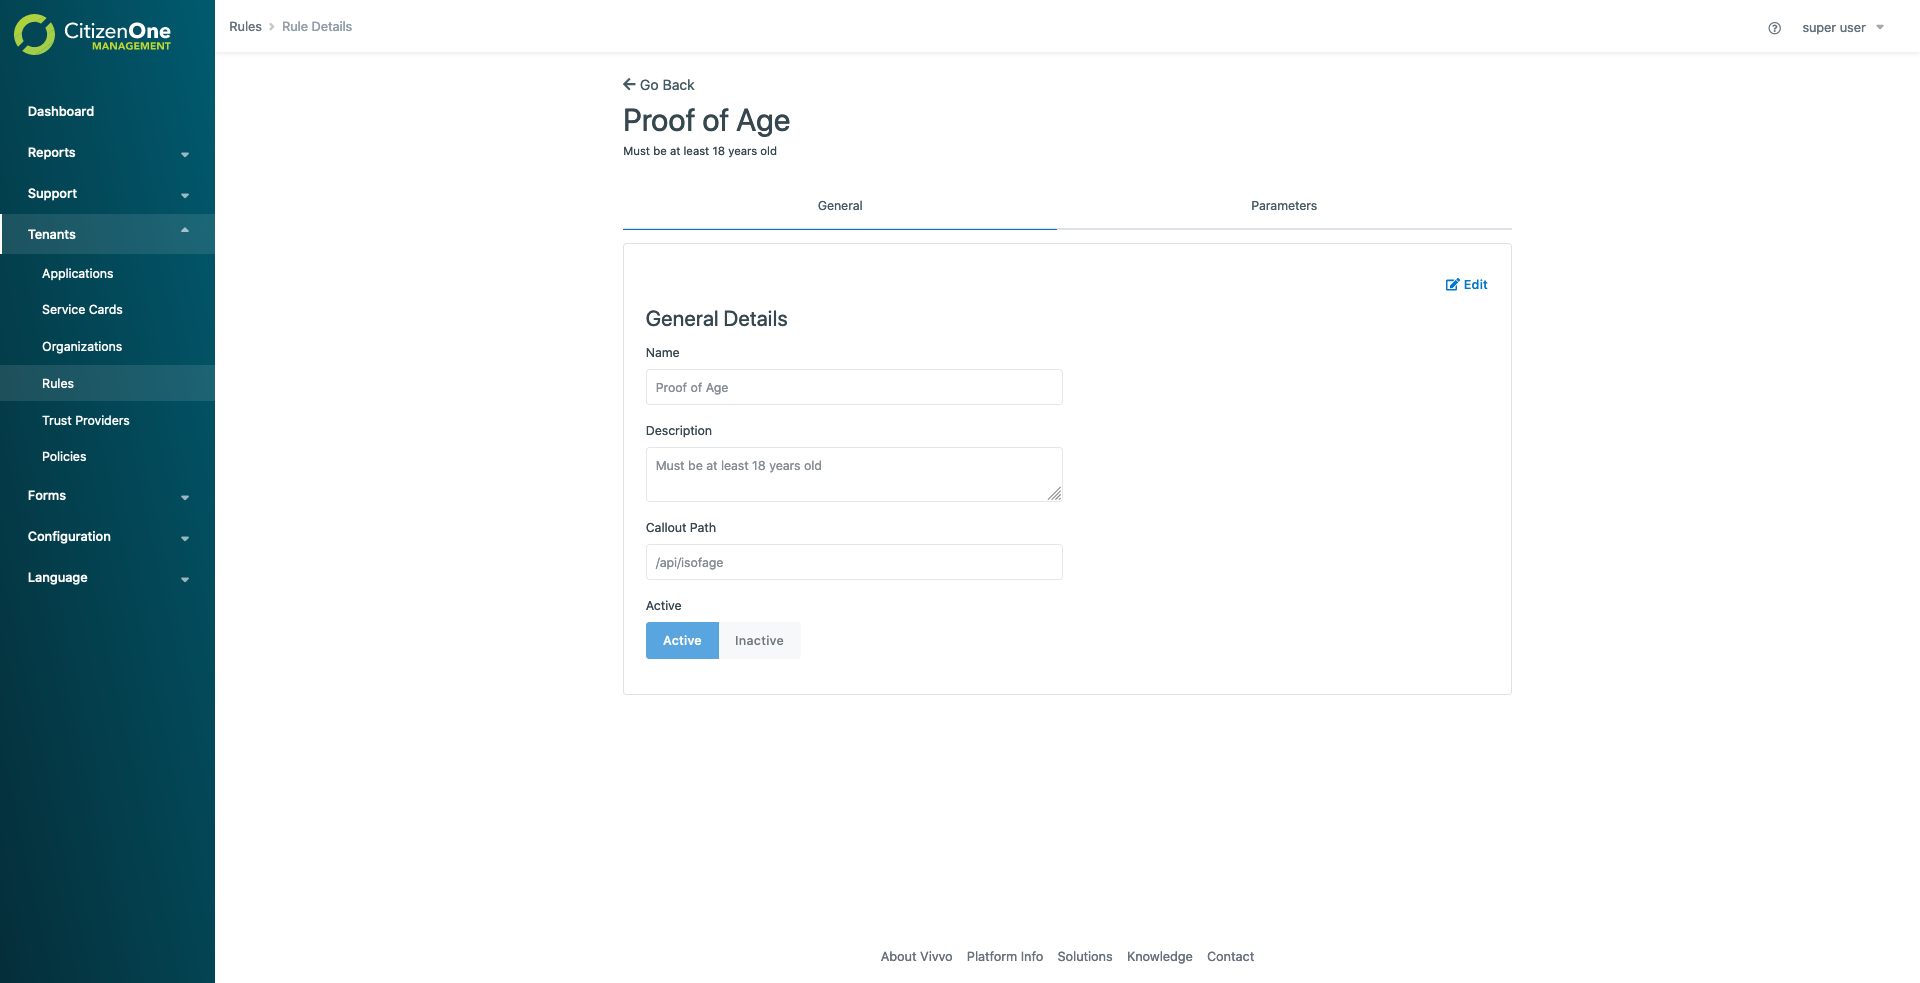 CitizenOne
MANAGEMENT
Dashboard
Reports
Support
Tenants
Applications
Service Cards
Organizations
Rules
Trust Providers
Policies
Forms
Configuration
Language
Rules > Rule Details
super user
Go Back
Proof of Age
Must be at least 18 years old
General
Parameters
Edit
General Details
Name
Proof of Age
Description
Must be at least 18 years old
Callout Path
/api/isofage
Active
Active Inactive
About Vivvo Platform Info Solutions Knowledge Contact